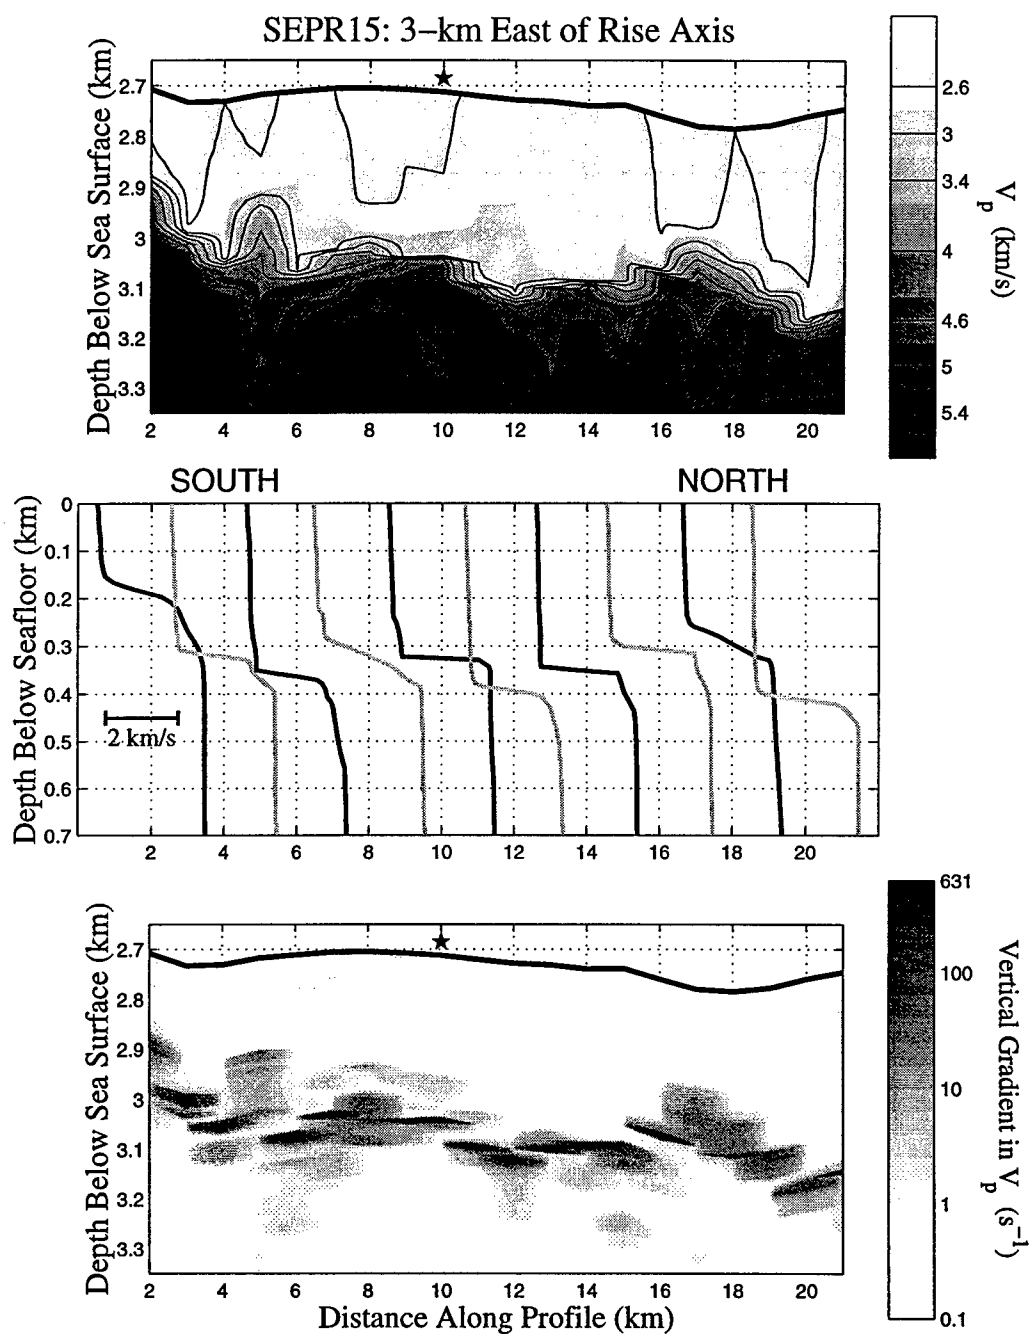 SEPR15: 3−km East of Rise Axis
Depth Below Sea Surface (km)
2.7
2.8
2.9
3
3.1
3.2
3.3
2 4 6 8 10 12 14 16 18 20
2.6
3
3.4
4
4.6
5
5.4
Vp (km/s)
SOUTH
NORTH
Depth Below Seafloor (km)
0
0.1
0.2
0.3
0.4
0.5
0.6
0.7
2 km/s
2 4 6 8 10 12 14 16 18 20
Depth Below Sea Surface (km)
2.7
2.8
2.9
3
3.1
3.2
3.3
2 4 6 8 10 12 14 16 18 20
Distance Along Profile (km)
631
100
10
1
0.1
Vertical Gradient in Vp (s−1)